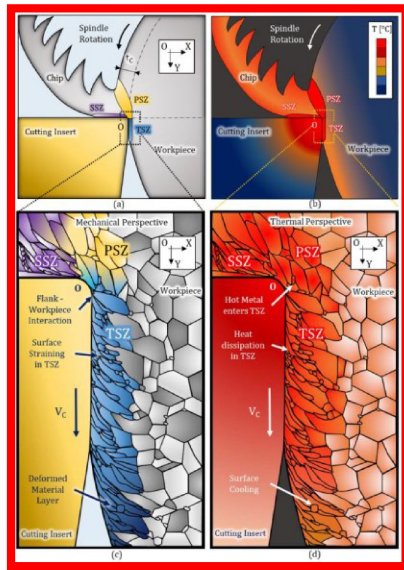 Spindle
Rotation
O X
Y
t_C
Chip
PSZ
SSZ
O
TSZ
Cutting Insert
Workpiece
(a)
Spindle
Rotation
T [°C]
Chip
PSZ
SSZ
O
TSZ
Cutting Insert
Workpiece
(b)
Mechanical Perspective
SSZ
PSZ
O X
Y
Workpiece
O
Flank -
Workpiece
Interaction
TSZ
Surface
Straining
in TSZ
V_C
Deformed
Material
Layer
Cutting Insert
(c)
Thermal Perspective
SSZ
PSZ
O X
Y
Workpiece
O
Hot Metal
enters TSZ
TSZ
Heat
dissipation
in TSZ
V_C
Surface
Cooling
Cutting Insert
(d)